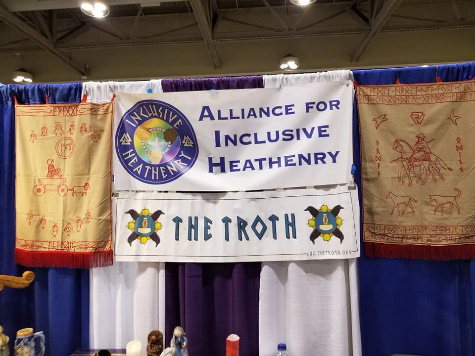 INCLUSIVE
HEATHENRY
ALLIANCE FOR
INCLUSIVE
HEATHENRY
THE TROTH